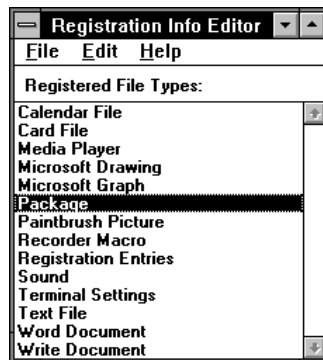 Registration Info Editor
File Edit Help
Registered File Types:
Calendar File
Card File
Media Player
Microsoft Drawing
Microsoft Graph
Package
Paintbrush Picture
Recorder Macro
Registration Entries
Sound
Terminal Settings
Text File
Word Document
Write Document